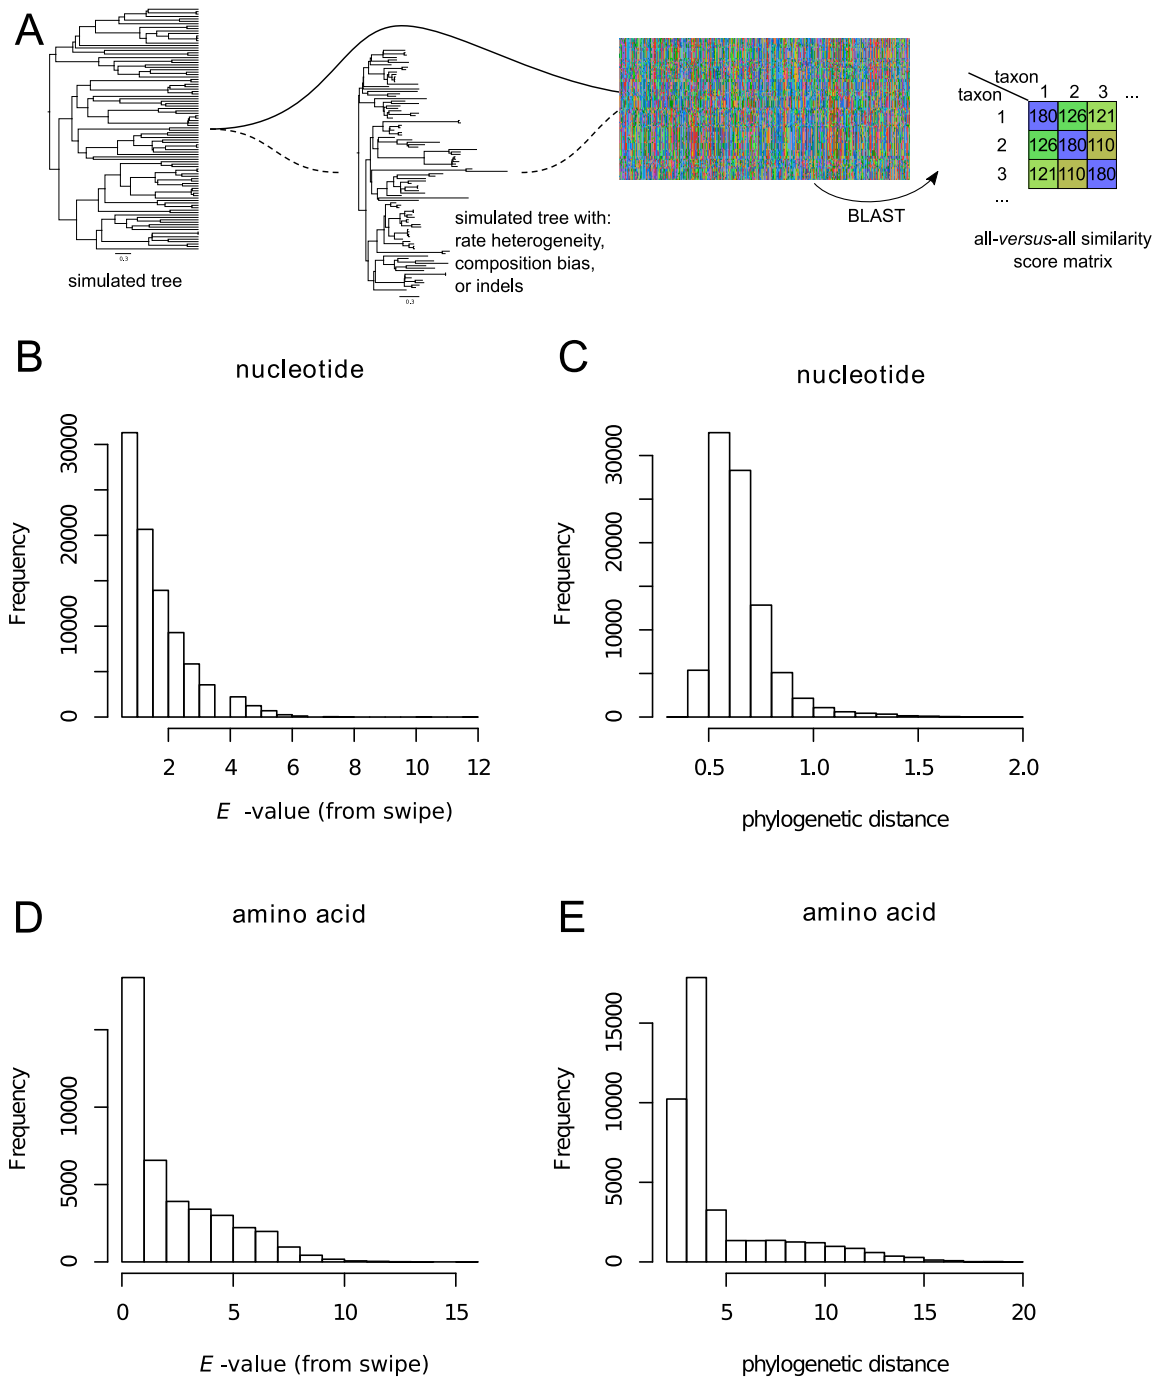 A
simulated tree
0.3
simulated tree with:
rate heterogeneity,
composition bias,
or indels
0.3
BLAST
taxon
taxon 1 2 3 ...
1 180 126 121
2 126 180 110
3 121 110 180
...
all-versus-all similarity
score matrix
B
nucleotide
Frequency
0 10000 20000 30000
2 4 6 8 10 12
E -value (from swipe)
C
nucleotide
Frequency
0 10000 20000 30000
0.5 1.0 1.5 2.0
phylogenetic distance
D
amino acid
Frequency
0 5000 10000
0 5 10 15
E -value (from swipe)
E
amino acid
Frequency
0 5000 10000 15000
5 10 15 20
phylogenetic distance